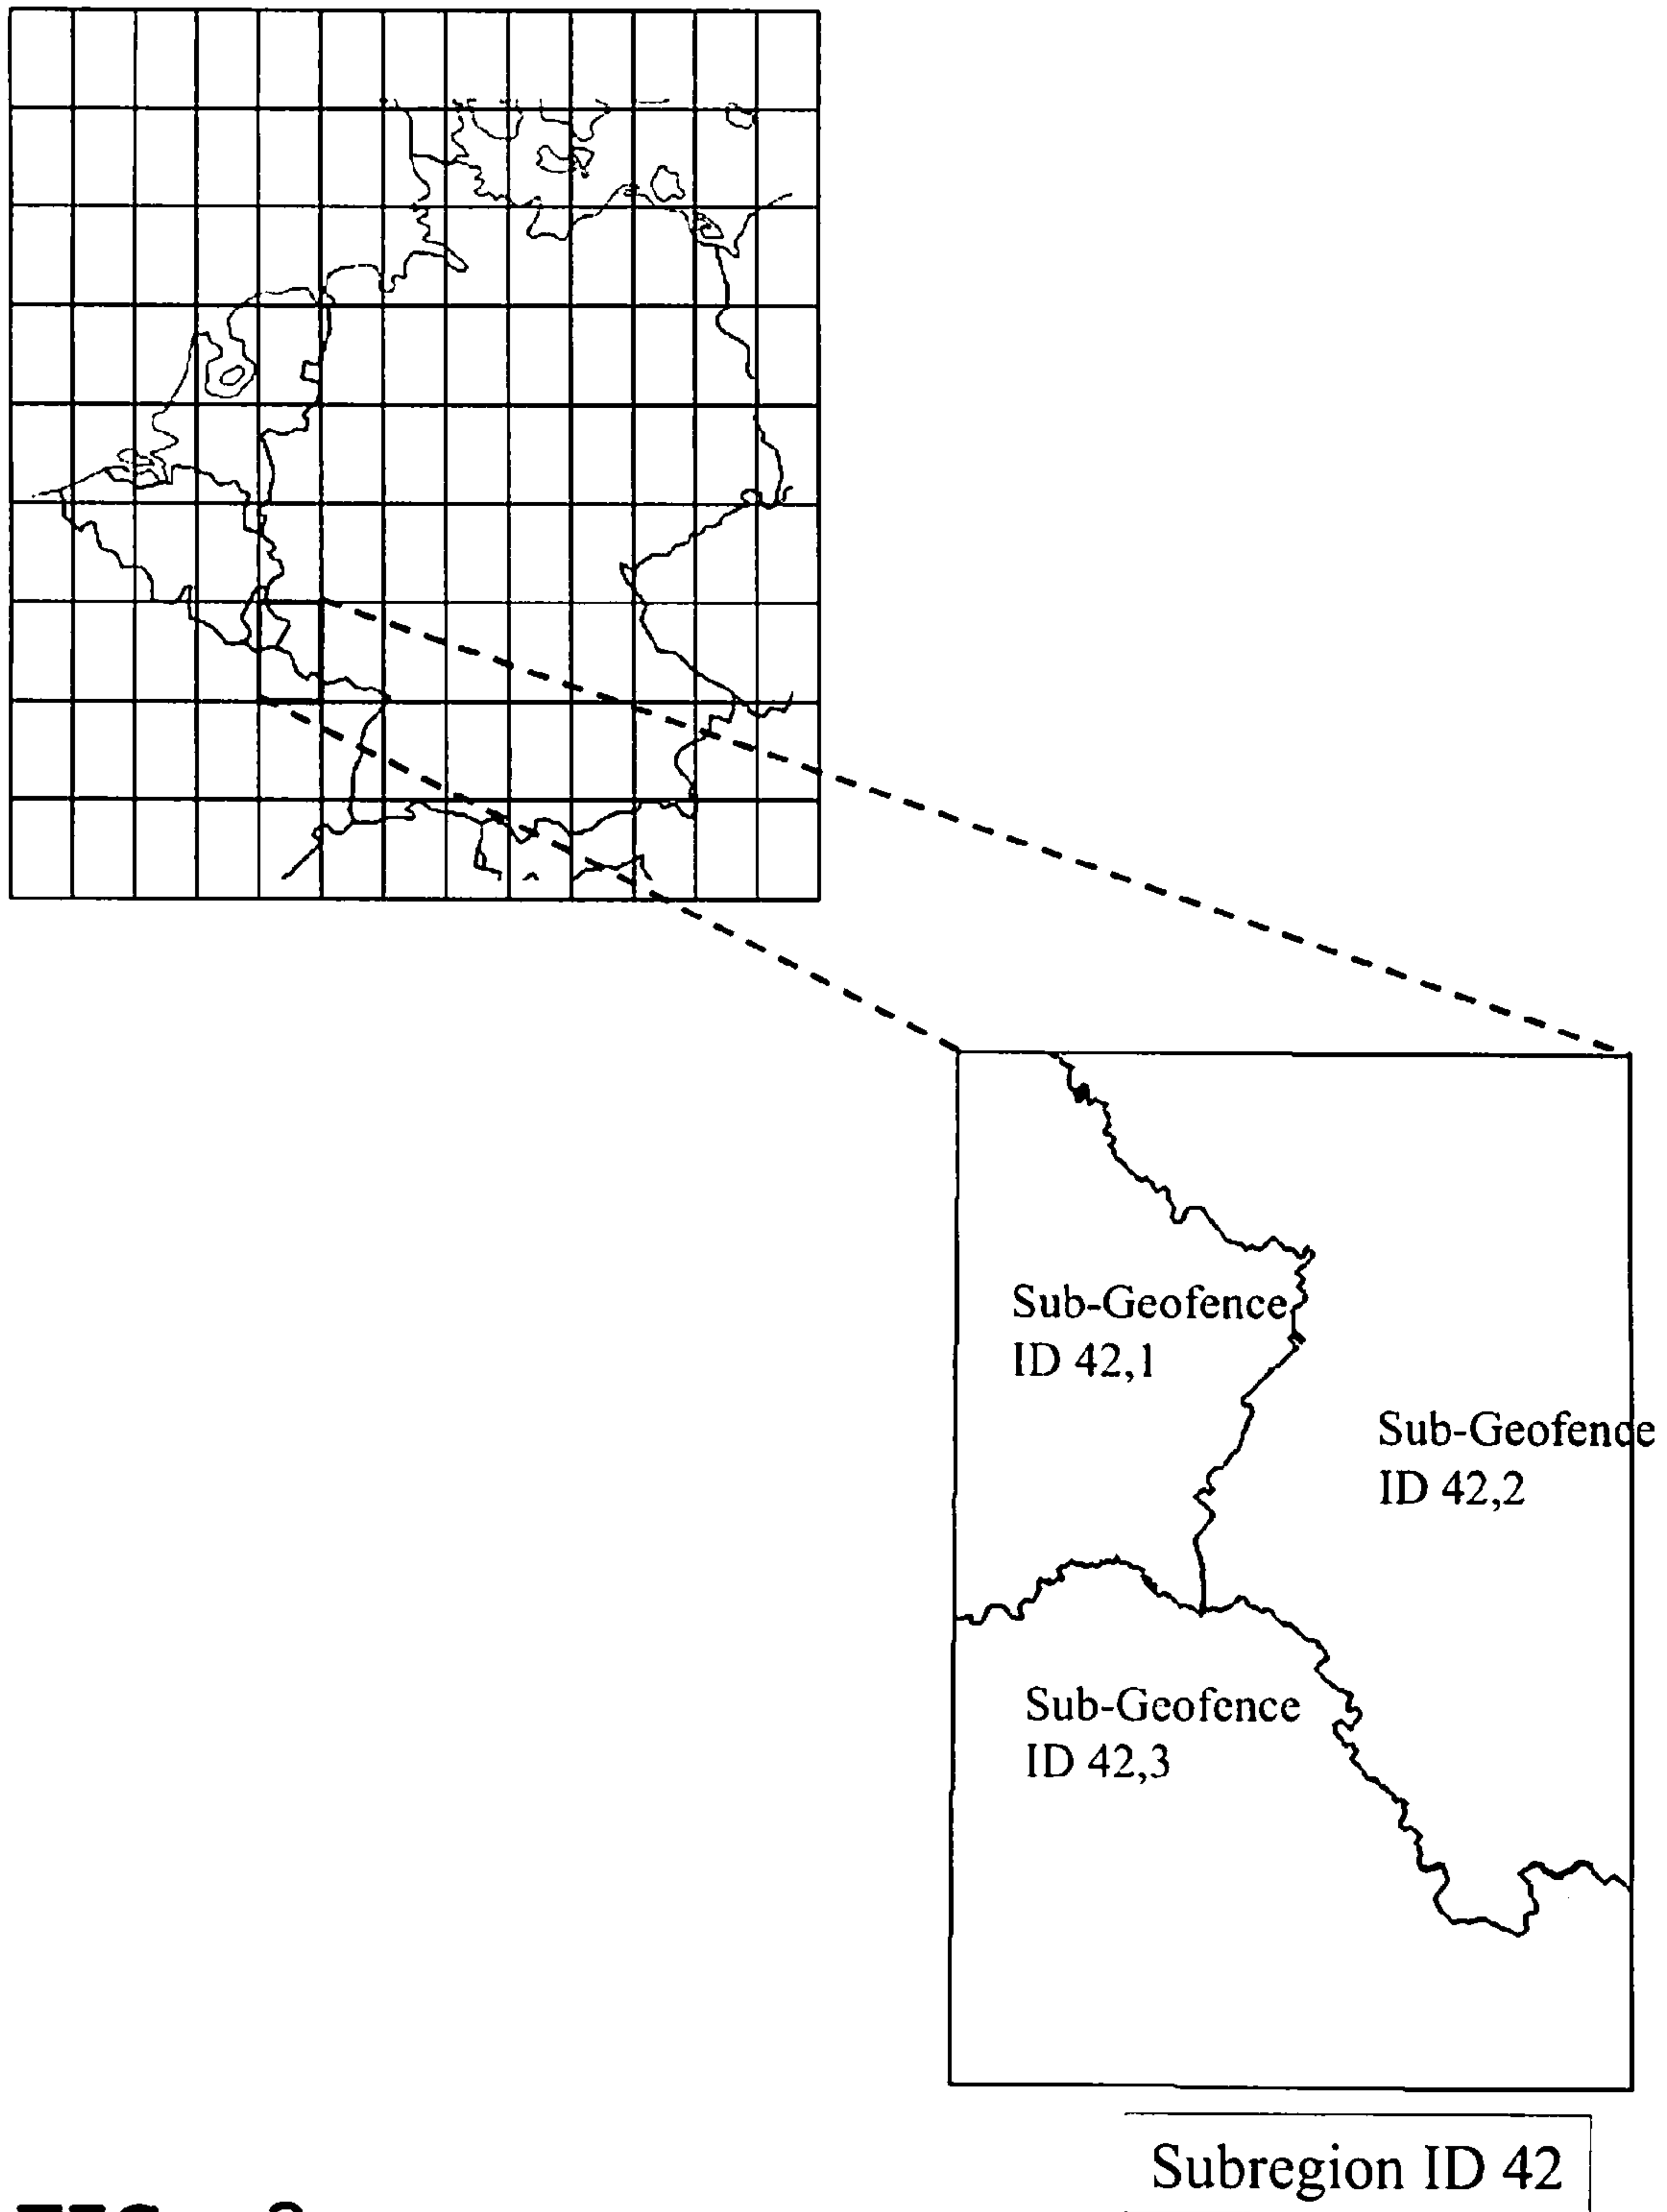 Sub-Geofence
ID 42,1
Sub-Geofence
ID 42,2
Sub-Geofence
ID 42,3
Subregion ID 42